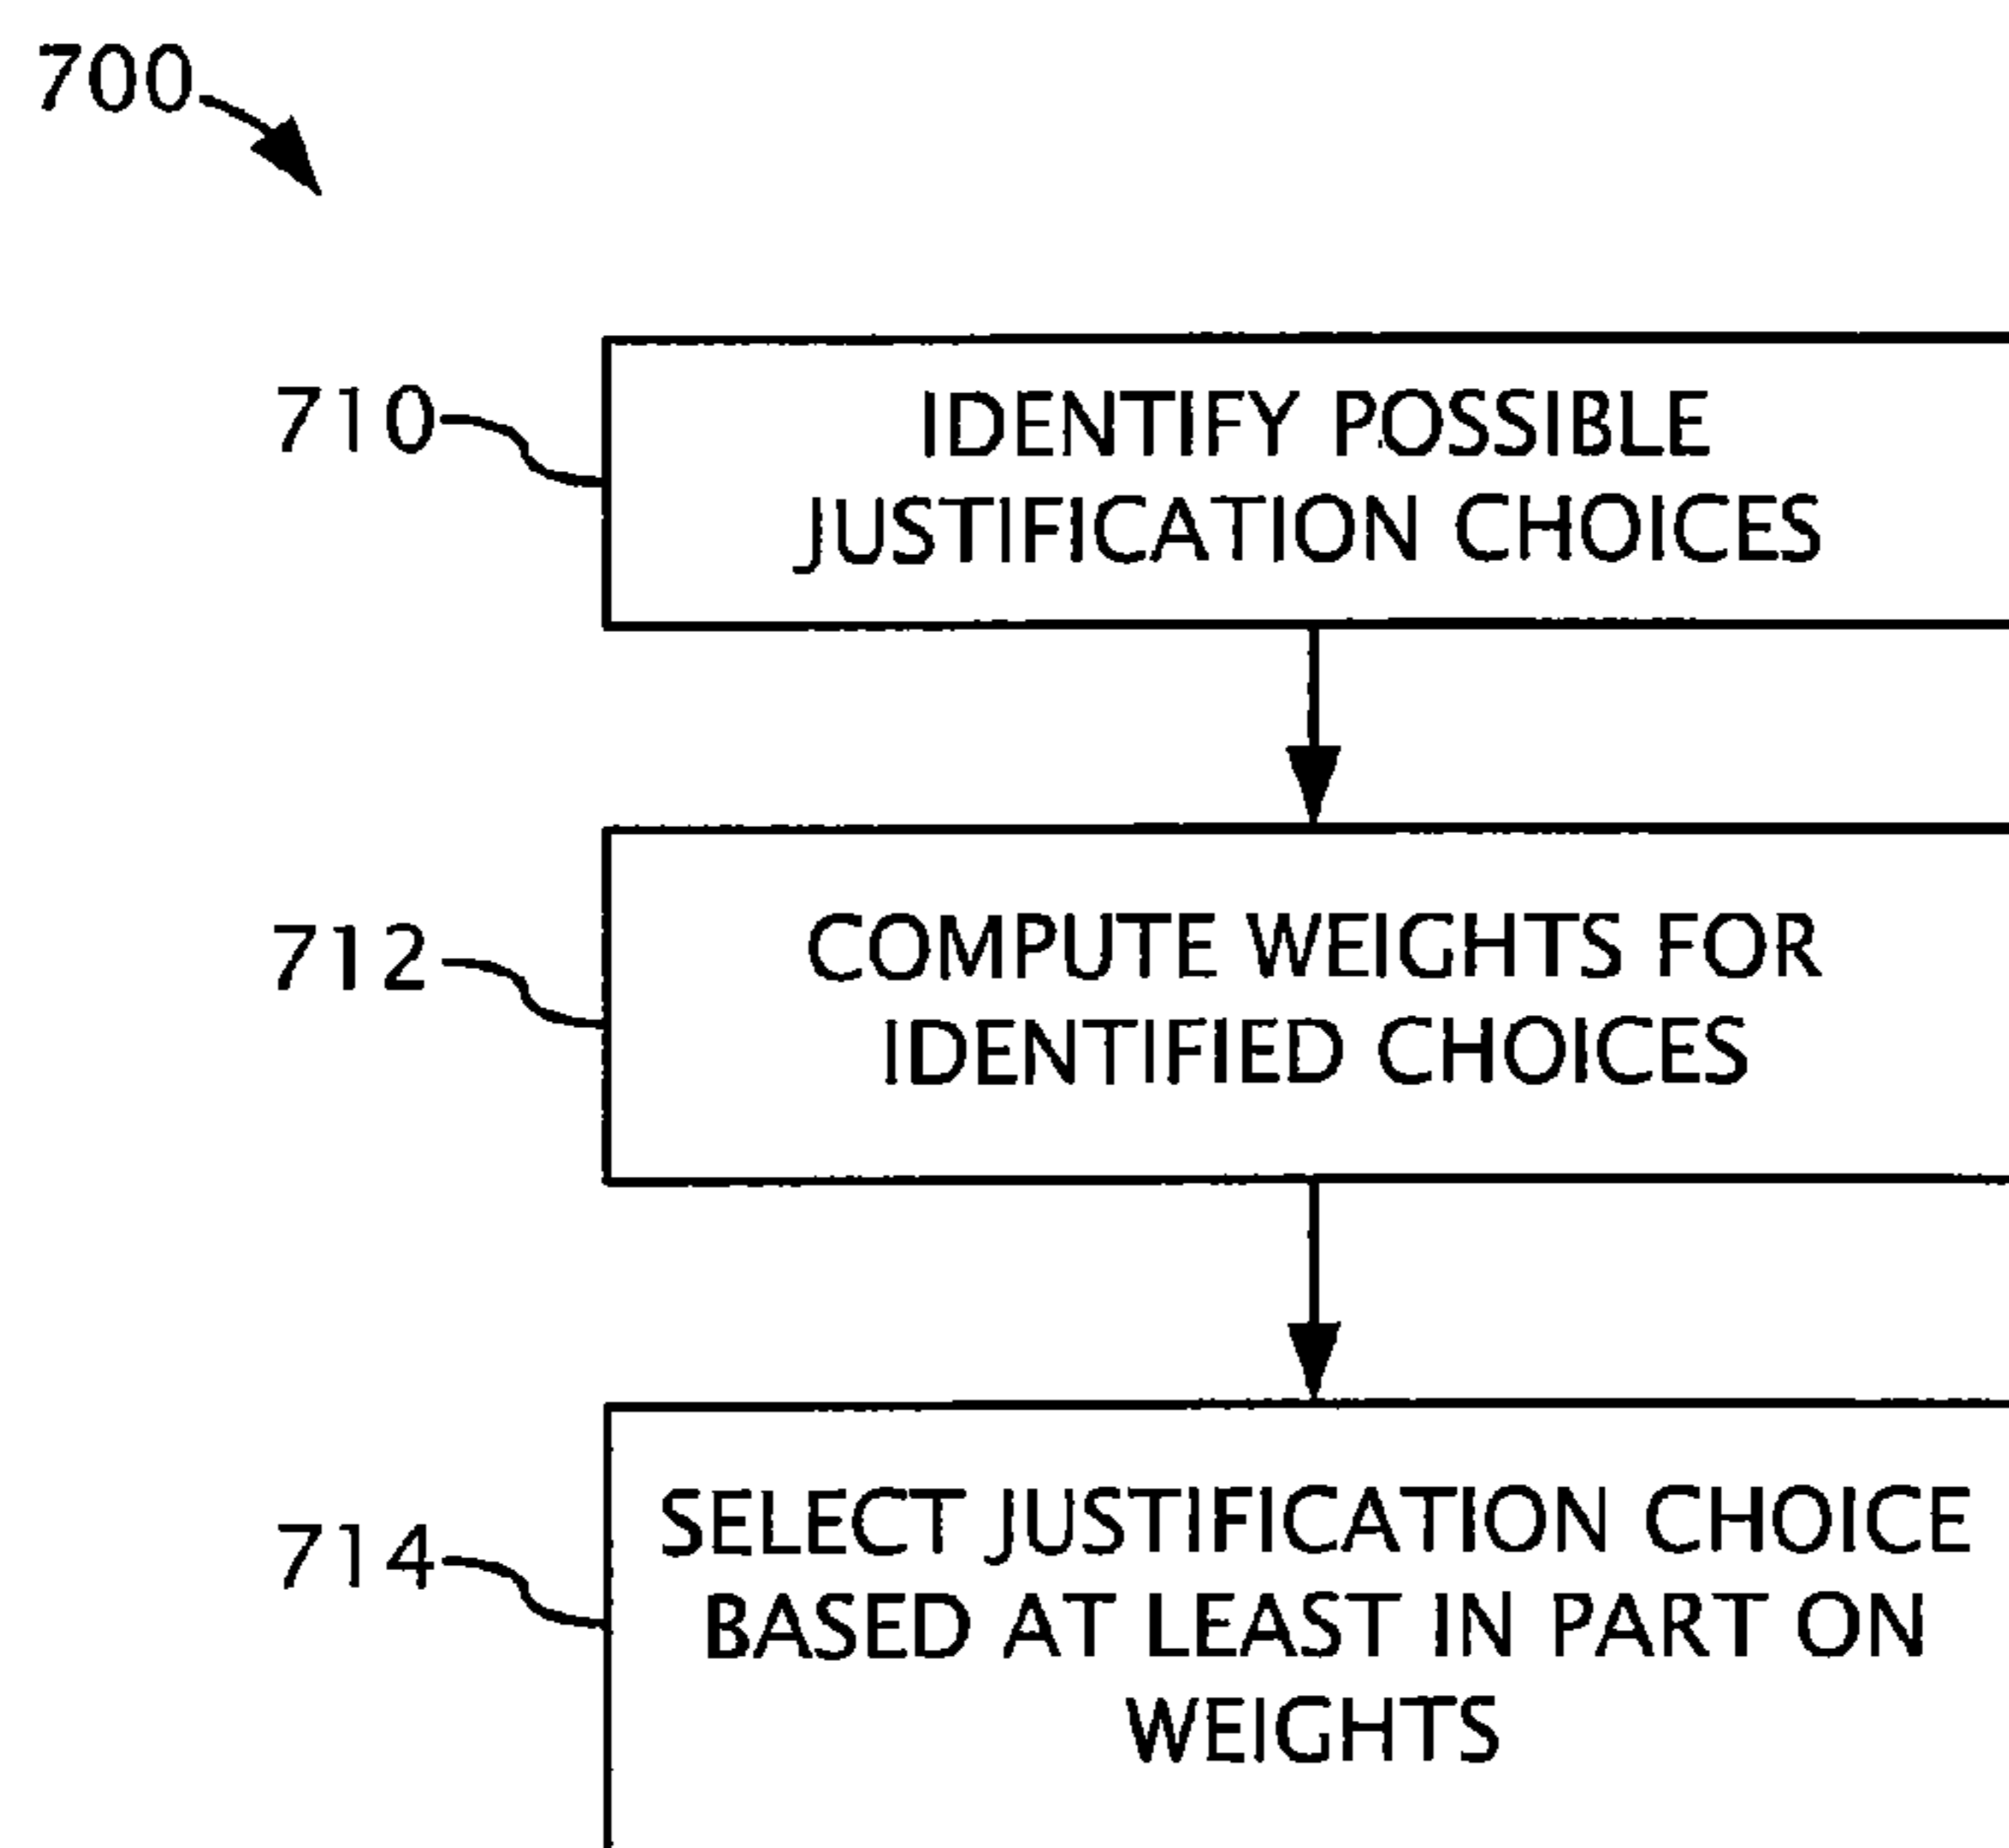 700
710
IDENTIFY POSSIBLE
JUSTIFICATION CHOICES
712
COMPUTE WEIGHTS FOR
IDENTIFIED CHOICES
714
SELECT JUSTIFICATION CHOICE
BASED AT LEAST IN PART ON
WEIGHTS